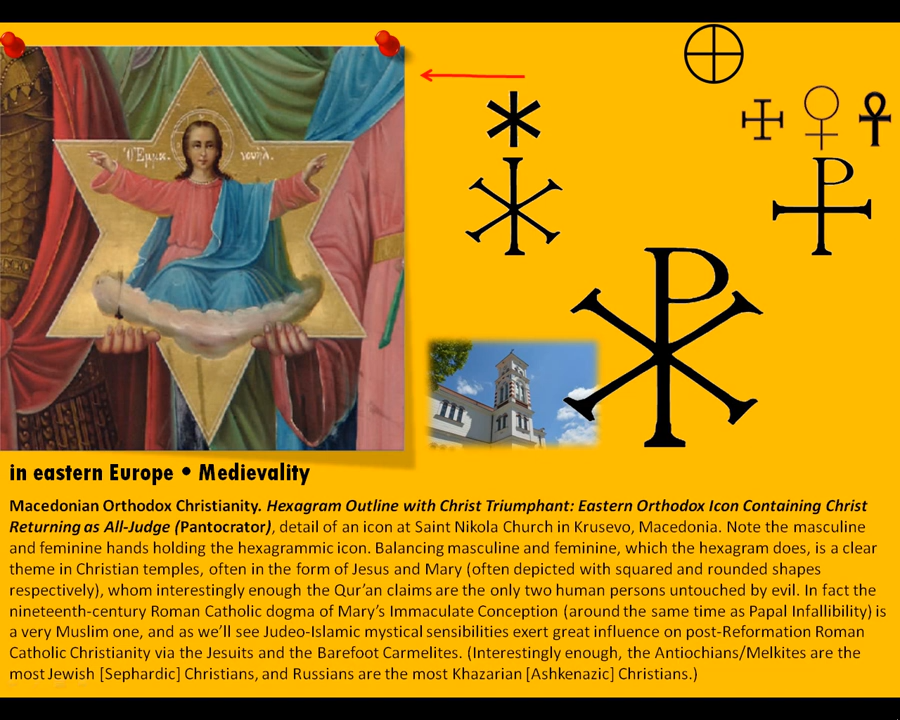 Ὁ Ἐμμα. νουήλ.
in eastern Europe • Medievality
Macedonian Orthodox Christianity. Hexagram Outline with Christ Triumphant: Eastern Orthodox Icon Containing Christ
Returning as All-Judge (Pantocrator), detail of an icon at Saint Nikola Church in Krusevo, Macedonia. Note the masculine
and feminine hands holding the hexagrammic icon. Balancing masculine and feminine, which the hexagram does, is a clear
theme in Christian temples, often in the form of Jesus and Mary (often depicted with squared and rounded shapes
respectively), whom interestingly enough the Qur’an claims are the only two human persons untouched by evil. In fact the
nineteenth-century Roman Catholic dogma of Mary’s Immaculate Conception (around the same time as Papal Infallibility) is
a very Muslim one, and as we’ll see Judeo-Islamic mystical sensibilities exert great influence on post-Reformation Roman
Catholic Christianity via the Jesuits and the Barefoot Carmelites. (Interestingly enough, the Antiochians/Melkites are the
most Jewish [Sephardic] Christians, and Russians are the most Khazarian [Ashkenazic] Christians.)